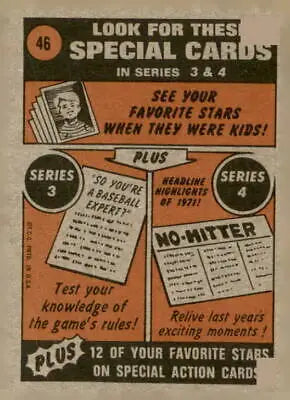 46
LOOK FOR THES
SPECIAL CARDS
IN SERIES 3 & 4
SEE YOUR
FAVORITE STARS
WHEN THEY WERE KIDS!
PLUS
SERIES
3
"SO YOU'RE
A BASEBALL
EXPERT?"
HEADLINE
HIGHLIGHTS
OF 1971!
SERIES
4
NO-HITTER
Test your
knowledge of
the game's rules!
Relive last year's
exciting moments!
PLUS
12 OF YOUR FAVORITE STARS
ON SPECIAL ACTION CARDS